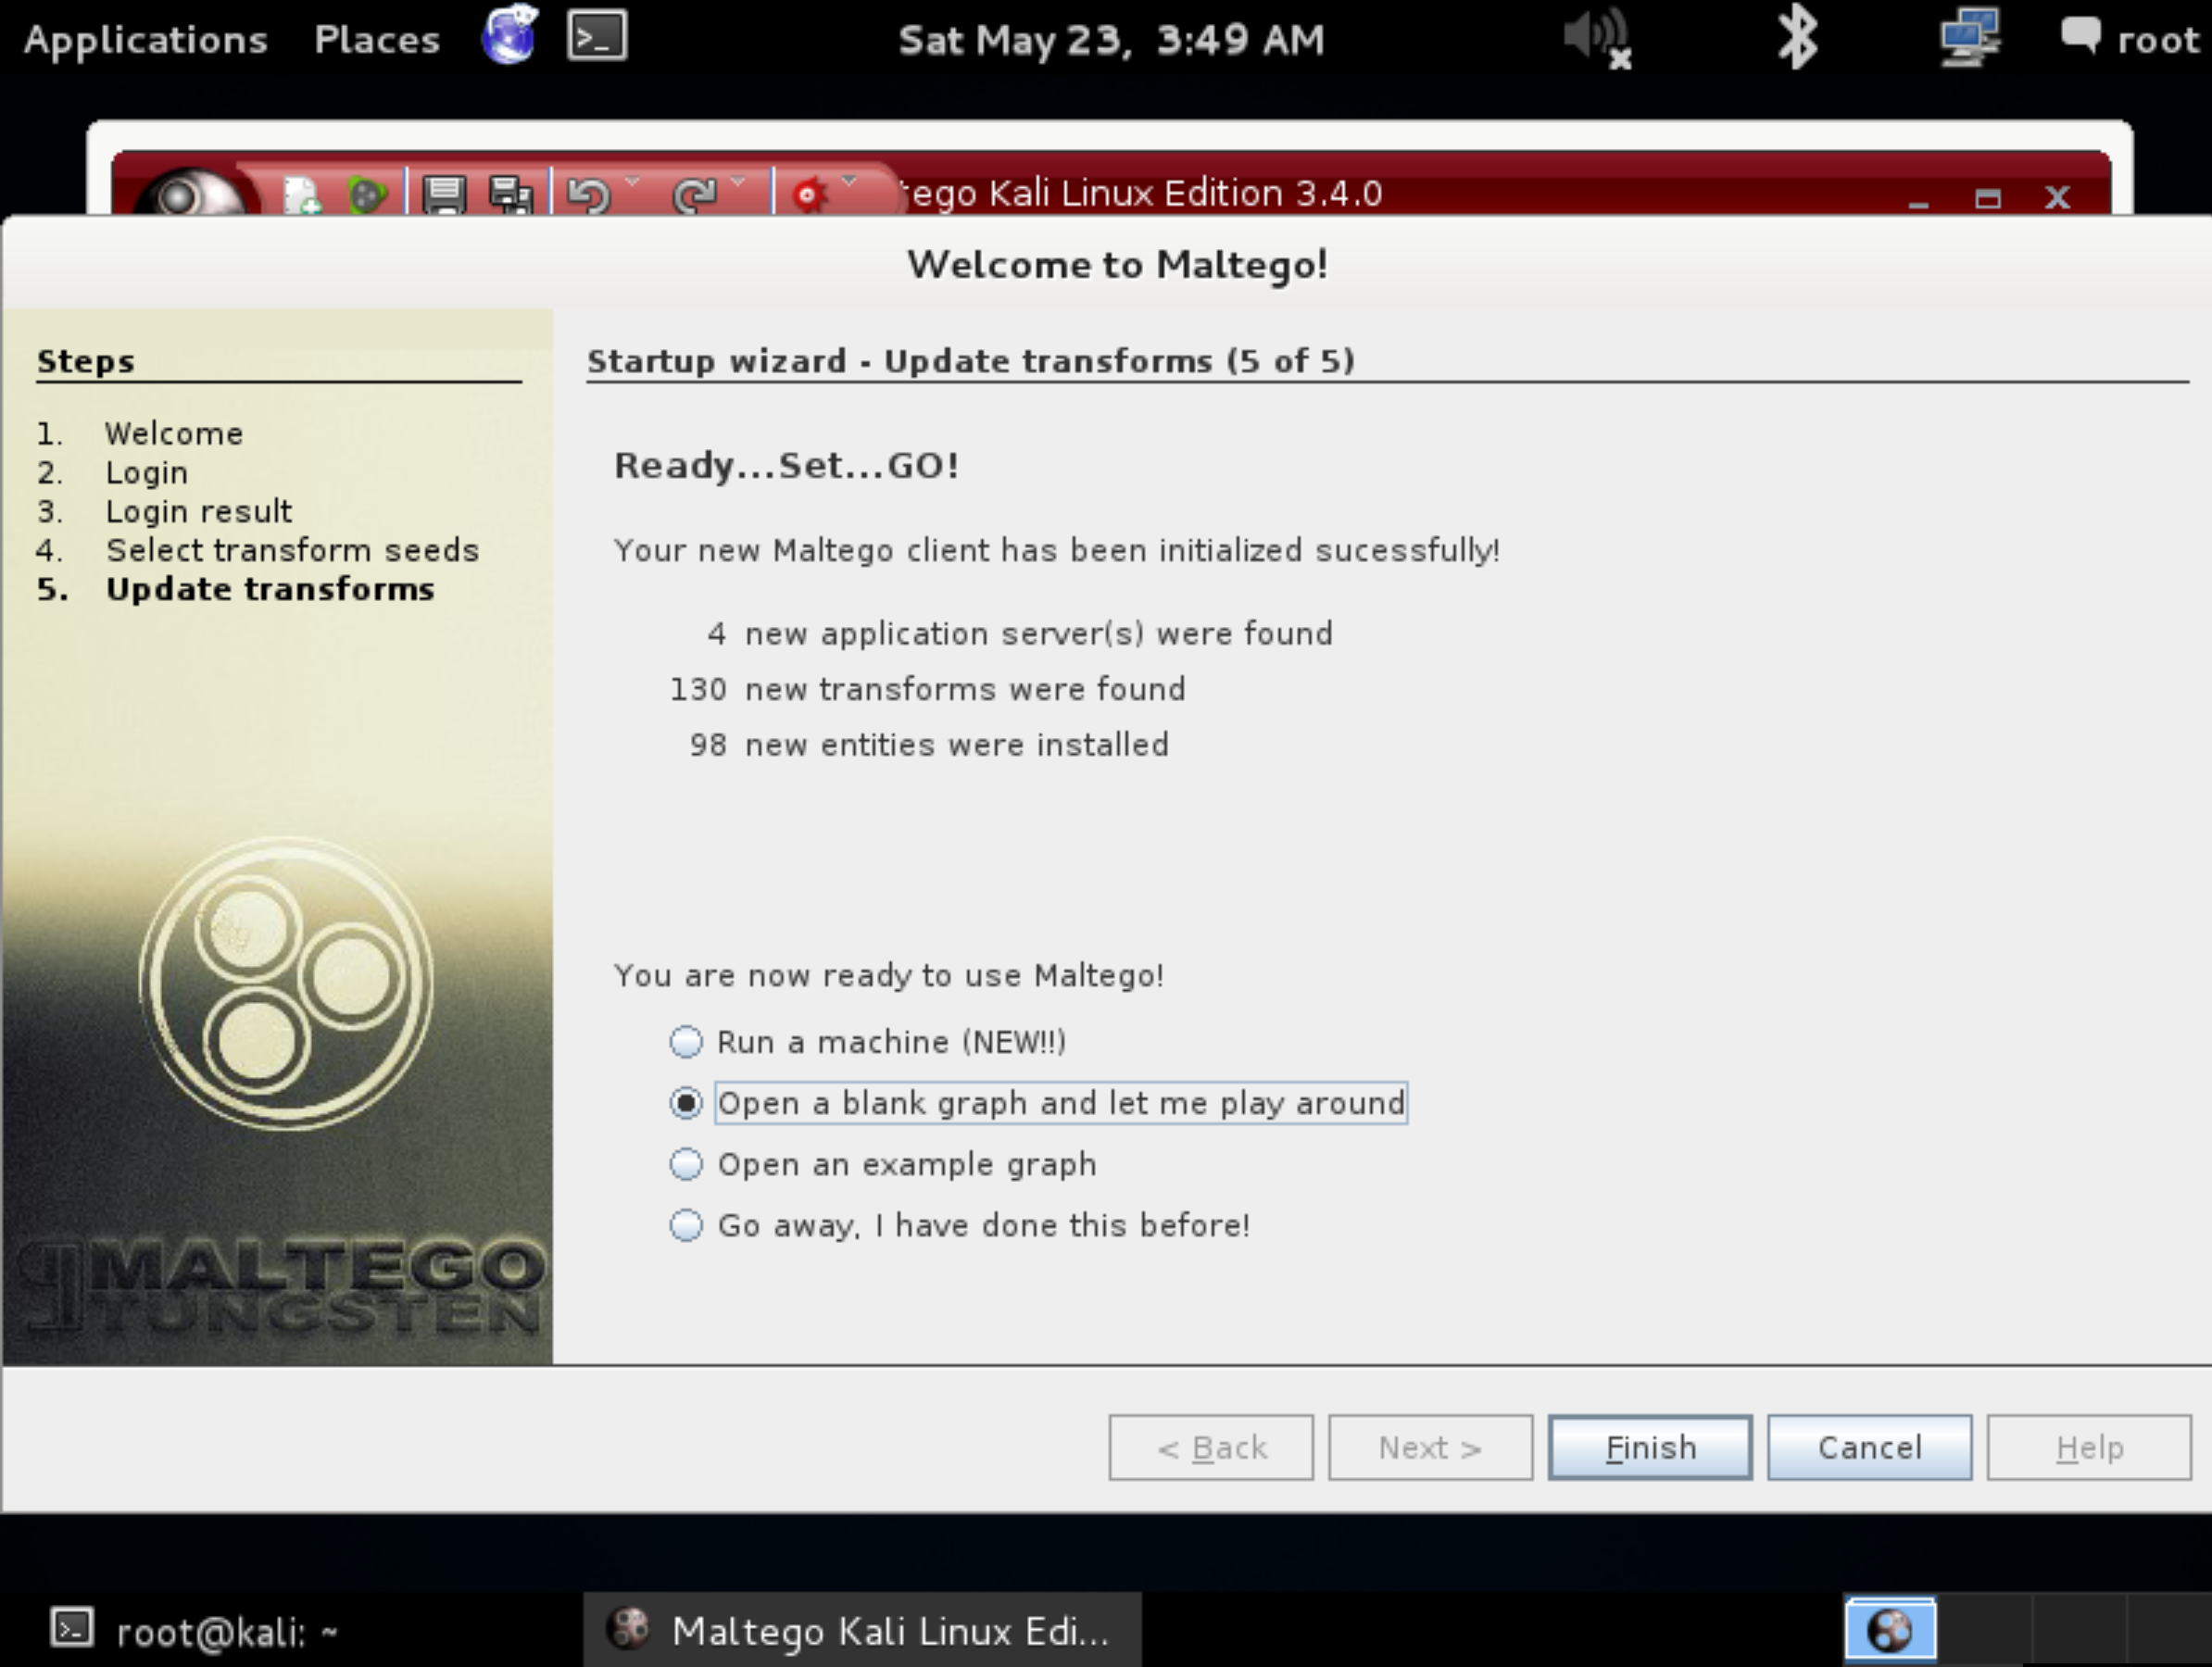 Applications Places Sat May 23, 3:49 AM root
tego Kali Linux Edition 3.4.0
Welcome to Maltego!
Steps
1. Welcome
2. Login
3. Login result
4. Select transform seeds
5. Update transforms
MALTEGO
TUNGSTEN
Startup wizard - Update transforms (5 of 5)
Ready...Set...GO!
Your new Maltego client has been initialized sucessfully!
4 new application server(s) were found
130 new transforms were found
98 new entities were installed
You are now ready to use Maltego!
Run a machine (NEW!!)
Open a blank graph and let me play around
Open an example graph
Go away, I have done this before!
< Back Next > Finish Cancel Help
root@kali: ~ Maltego Kali Linux Edi...